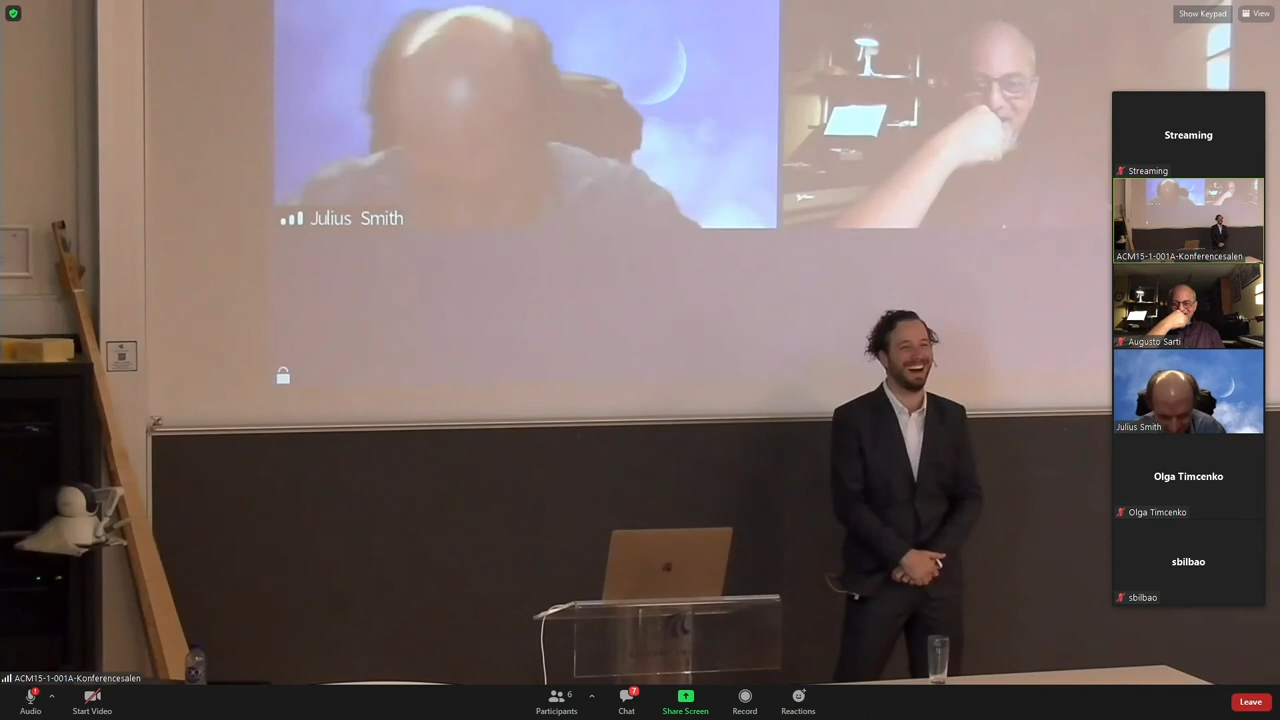 Show Keypad
View
Streaming
Streaming
ACM15-1-001A-Konferencesalen
Augusto Sarti
Julius Smith
Julius Smith
Olga Timcenko
Olga Timcenko
sbilbao
sbilbao
ACM15-1-001A-Konferencesalen
Audio
Start Video
6
Participants
7
Chat
Share Screen
Record
Reactions
Leave